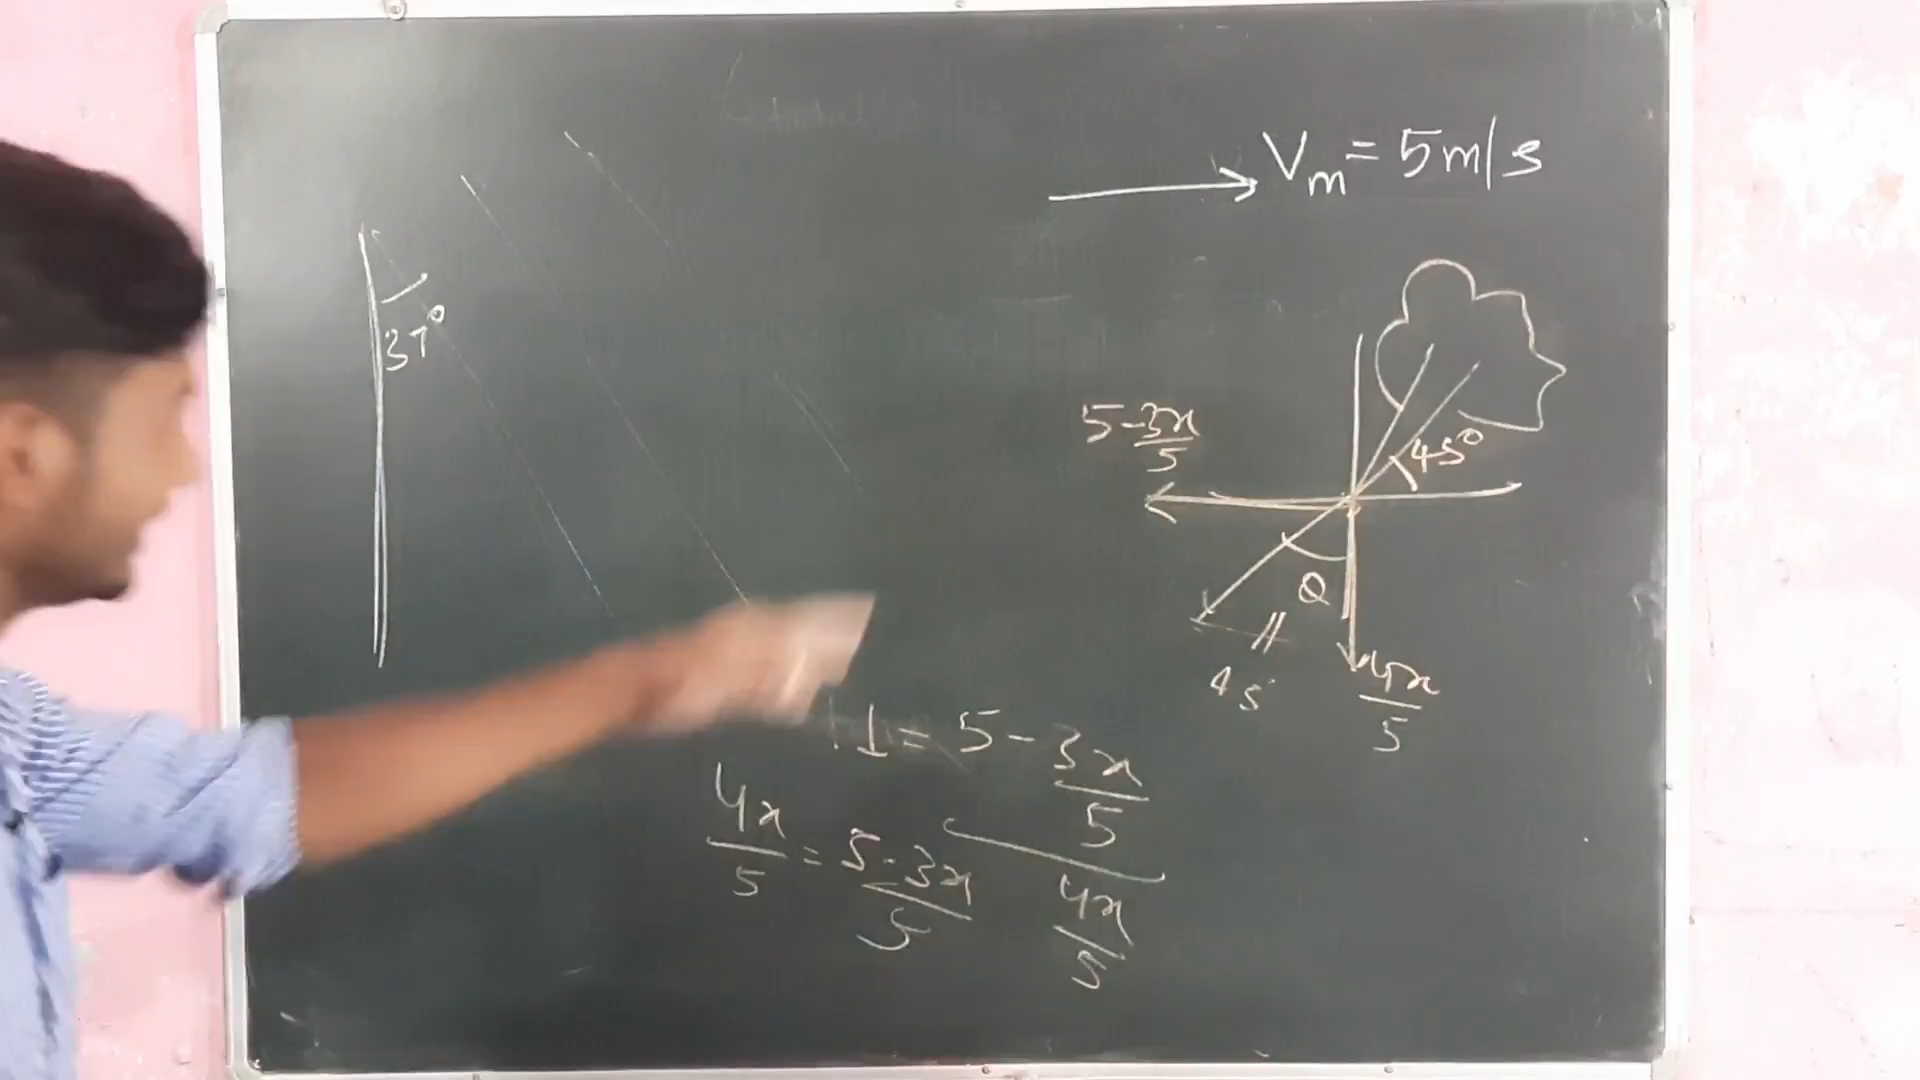 Vm = 5m/s
37°
5-3x/5
45°
θ
45
4x/5
1 = 5 - 3x/5
4x/5 = 5-3x/5
4x/5